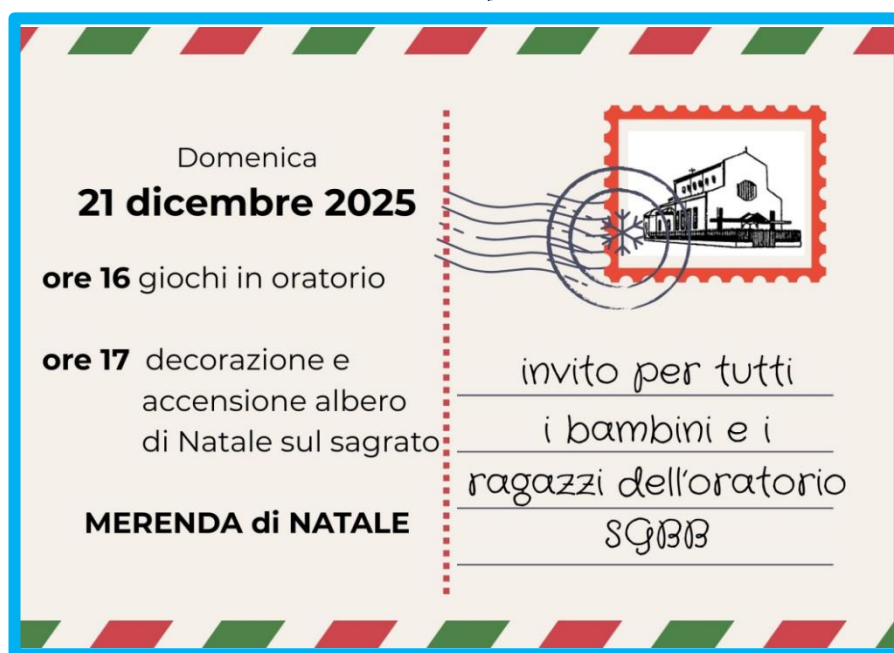 Domenica
21 dicembre 2025
ore 16 giochi in oratorio
ore 17 decorazione e
accensione albero
di Natale sul sagrato
MERENDA di NATALE
invito per tutti
i bambini e i
ragazzi dell'oratorio
SGBB